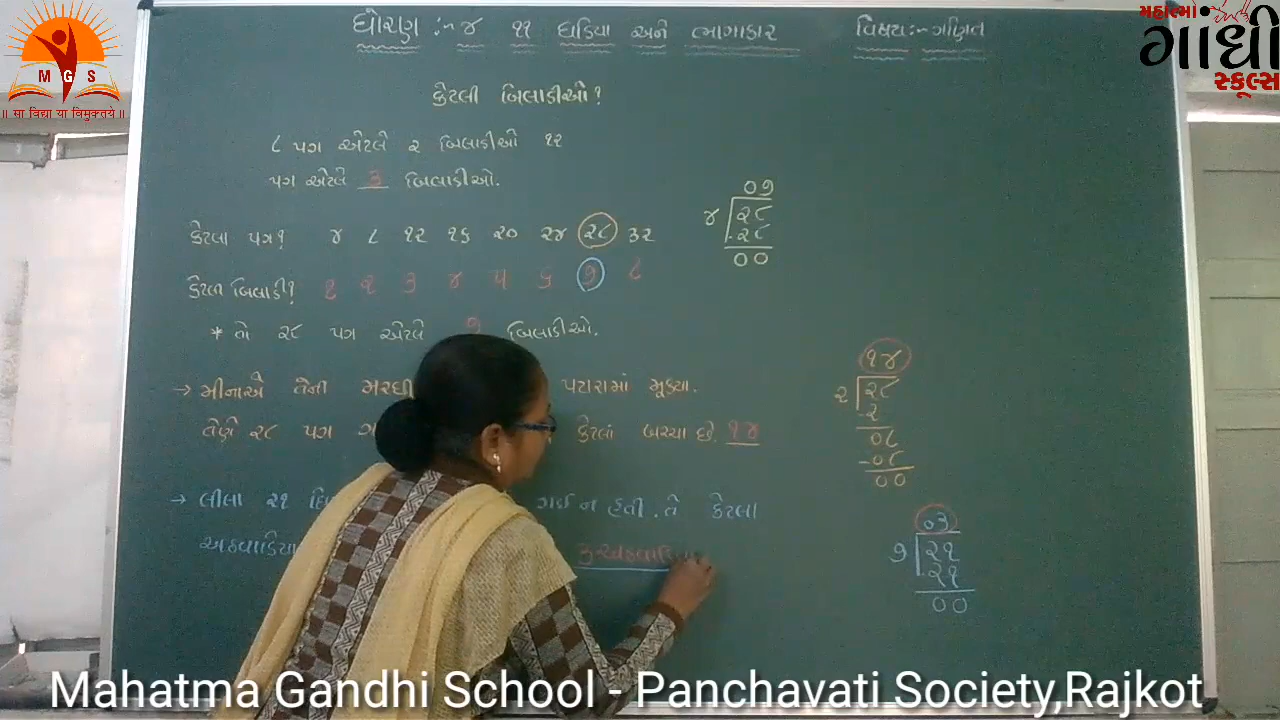 ધોરણ :- ૪ ૧૧ ઘડિયા અને ભાગાકાર વિષય :- ગણિત
MGS
॥ सा विद्या या विमुक्तये ॥
મહાત્મા
ગાંધી
સ્કૂલ્સ
કેટલી બિલાડીઓ?
૮ પગ એટલે ૨ બિલાડીઓ ૧૨
પગ એટલે ૩ બિલાડીઓ.
કેટલા પગ? ૪ ૮ ૧૨ ૧૬ ૨૦ ૨૪ ૨૮ ૩૨
કેટલી બિલાડી? ૧ ૨ ૩ ૪ ૫ ૬ ૭ ૮
* તો ૨૮ પગ એટલે ૭ બિલાડીઓ.
→ મીનાએ તેની મરઘી પટારામાં મૂક્યા.
તેણે ૨૮ પગ કેટલાં બચ્ચા છે. ૧૪
→ લીલા ૨૧ ગઈ ન હતી. તે કેટલા
અઠવાડિયા ૩ અઠવાડિયા
૦૭
૪ ૨૮
-૨૮
૦૦
૧૪
૨ ૨૮
-૨
૦૮
-૦૮
૦૦
૦૩
૭ ૨૧
-૨૧
૦૦
Mahatma Gandhi School - Panchavati Society,Rajkot